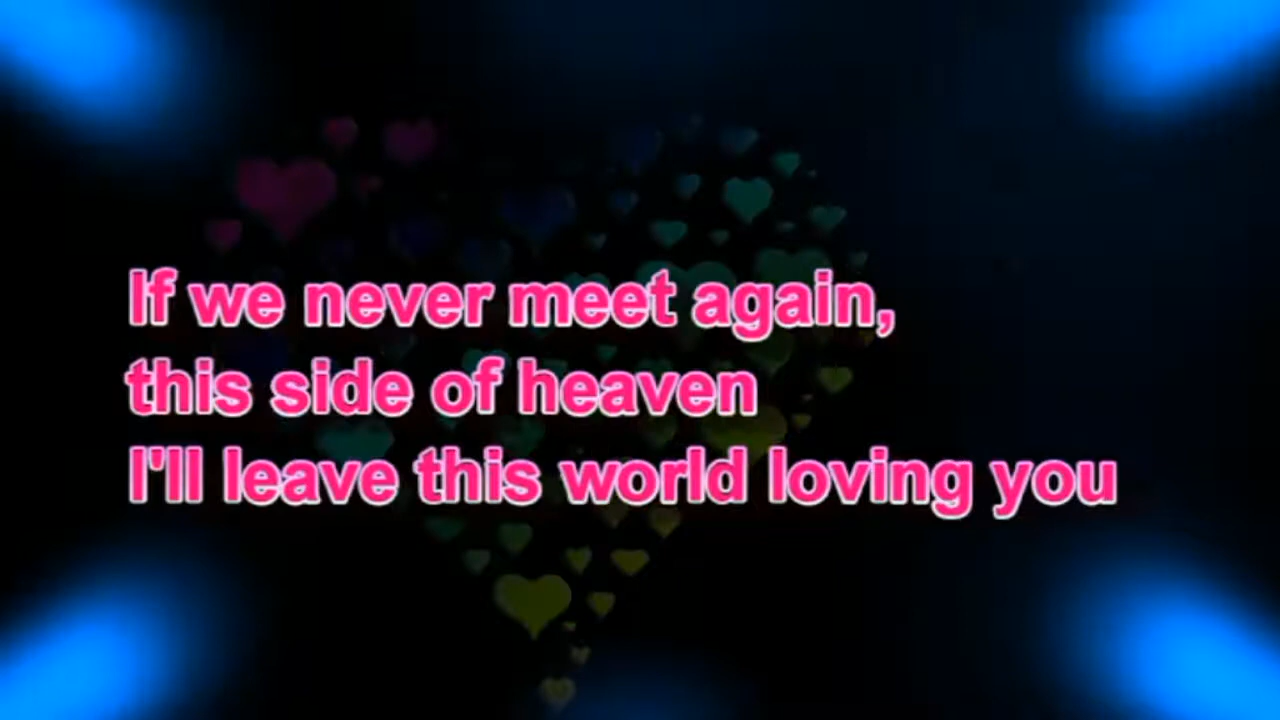 If we never meet again,
this side of heaven
I'll leave this world loving you